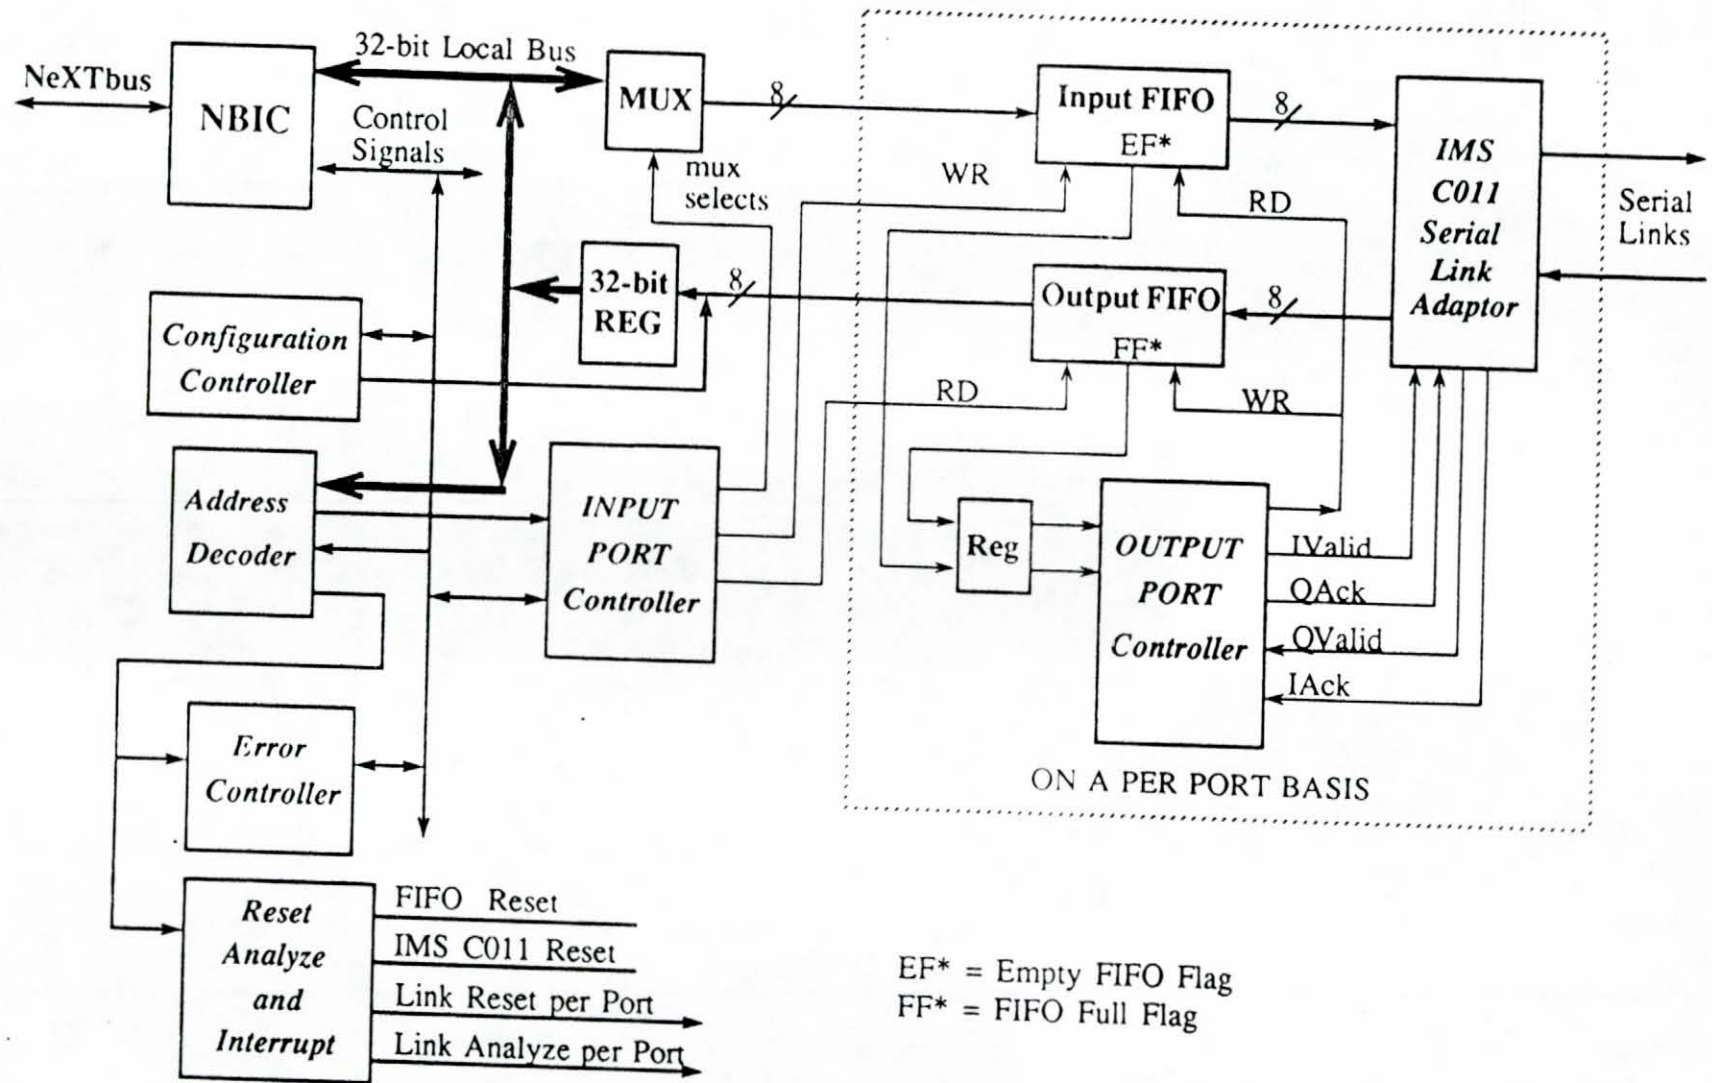 32-bit Local Bus
NeXTbus
NBIC
MUX
8
Input FIFO
EF*
8
IMS
C011
Serial
Link
Adaptor
Control
Signals
mux
selects
WR
RD
Serial
Links
32-bit
REG
8
Output FIFO
FF*
8
Configuration
Controller
RD
WR
Address
Decoder
INPUT
PORT
Controller
Reg
OUTPUT
PORT
Controller
IValid
QAck
QValid
IAck
Error
Controller
ON A PER PORT BASIS
Reset
Analyze
and
Interrupt
FIFO Reset
IMS C011 Reset
Link Reset per Port
Link Analyze per Port
EF* = Empty FIFO Flag
FF* = FIFO Full Flag